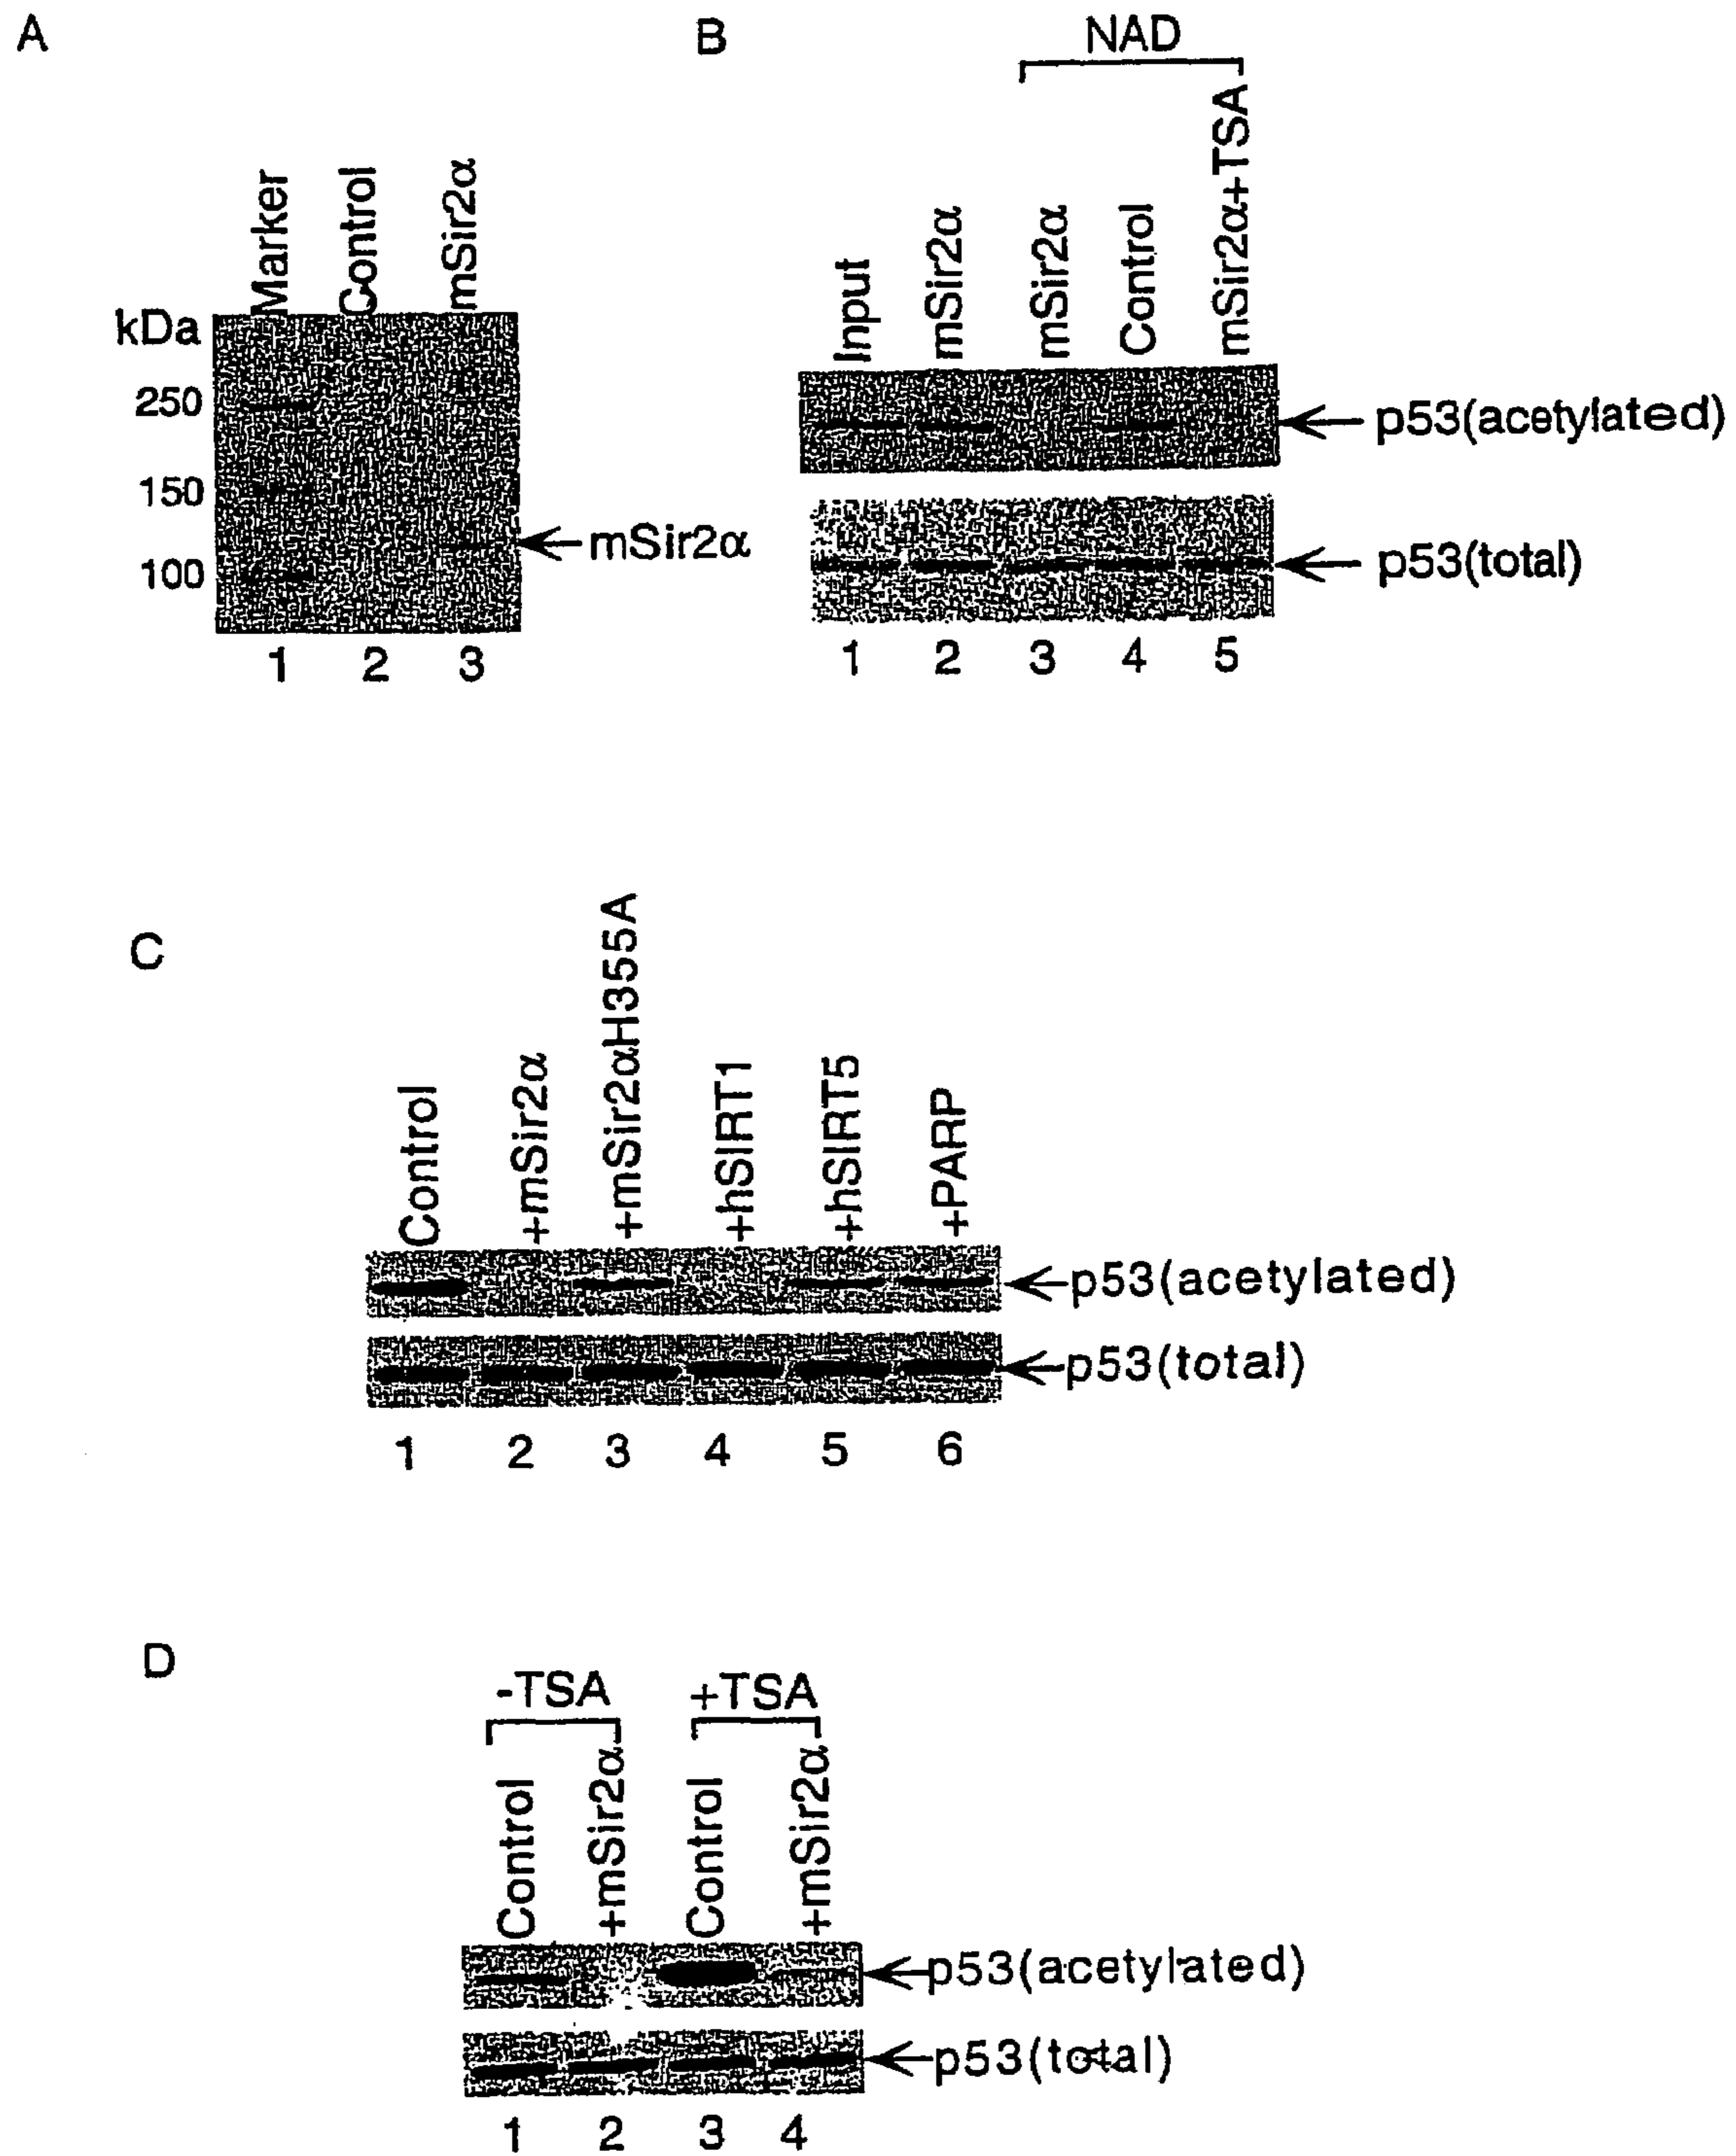 A
Marker
Control
mSir2α
kDa
250
150
100
mSir2α
1 2 3
B
NAD
Input
mSir2α
mSir2α
Control
mSir2α+TSA
p53(acetylated)
p53(total)
1 2 3 4 5
C
Control
+mSir2α
+mSir2αH355A
+hSIRT1
+hSIRT5
+PARP
p53(acetylated)
p53(total)
1 2 3 4 5 6
D
-TSA
+TSA
Control
+mSir2α
Control
+mSir2α
p53(acetylated)
p53(total)
1 2 3 4